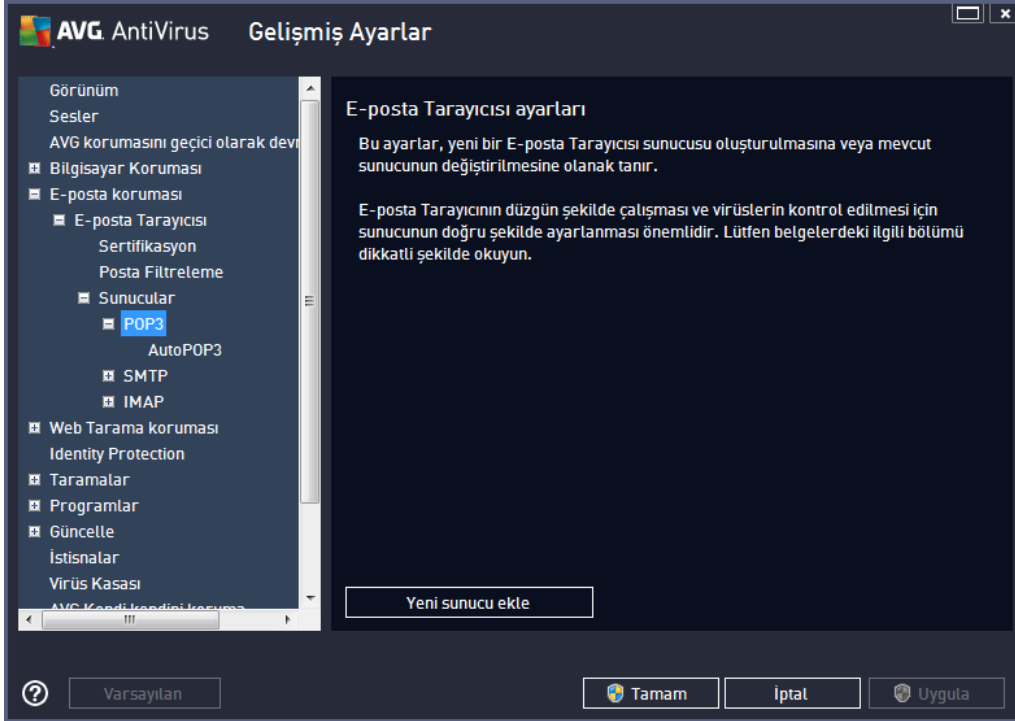 AVG. AntiVirus Gelişmiş Ayarlar
Görünüm
Sesler
AVG korumasını geçici olarak
Bilgisayar Koruması
E-posta koruması
E-posta Tarayıcısı
Sertifikasyon
Posta Filtreleme
Sunucular
POP3
AutoPOP3
SMTP
IMAP
Web Tarama koruması
Identity Protection
Taramalar
Programlar
Güncelle
İstisnalar
Virüs Kasası
AVG Kendi kendini koruma
E-posta Tarayıcısı ayarları
Bu ayarlar, yeni bir E-posta Tarayıcısı sunucusu oluşturulmasına veya mevcut
sunucunun değiştirilmesine olanak tanır.
E-posta Tarayıcının düzgün şekilde çalışması ve virüslerin kontrol edilmesi için
sunucunun doğru şekilde ayarlanması önemlidir. Lütfen belgelerdeki ilgili bölümü
dikkatli şekilde okuyun.
Yeni sunucu ekle
Varsayılan
Tamam
İptal
Uygula